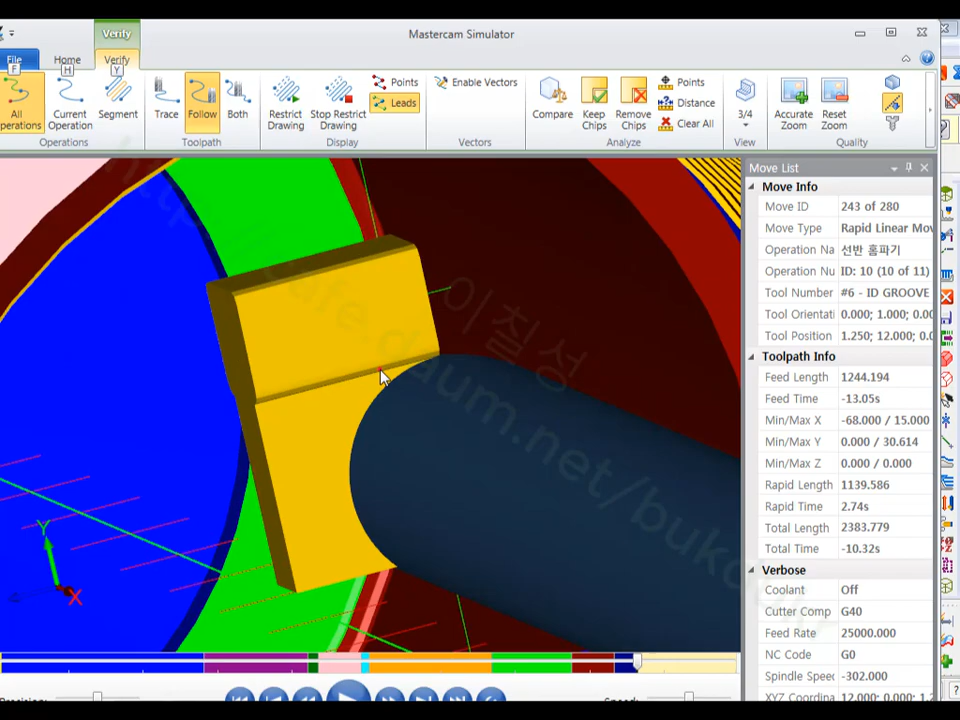 Verify
Mastercam Simulator
File
Home
Verify
F
H
Y
All
Operations
Current
Operation
Segment
Trace
Follow
Both
Restrict
Drawing
Stop Restrict
Drawing
Points
Leads
Enable Vectors
Compare
Keep
Chips
Remove
Chips
Points
Distance
Clear All
3/4
Accurate
Zoom
Reset
Zoom
Operations
Toolpath
Display
Vectors
Analyze
View
Quality
Move List
Move Info
Move ID 243 of 280
Move Type Rapid Linear Mov
Operation Na 선반 홈파기
Operation Nu ID: 10 (10 of 11)
Tool Number #6 - ID GROOVE
Tool Orientati 0.000; 1.000; 0.00
Tool Position 1.250; 12.000; 0.0
Toolpath Info
Feed Length 1244.194
Feed Time -13.05s
Min/Max X -68.000 / 15.000
Min/Max Y 0.000 / 30.614
Min/Max Z 0.000 / 0.000
Rapid Length 1139.586
Rapid Time 2.74s
Total Length 2383.779
Total Time -10.32s
Verbose
Coolant Off
Cutter Comp G40
Feed Rate 25000.000
NC Code G0
Spindle Speed -302.000
XYZ Coordina 12.000; 0.000; 1.2
Y
X
이칠성
Precision:
Speed: